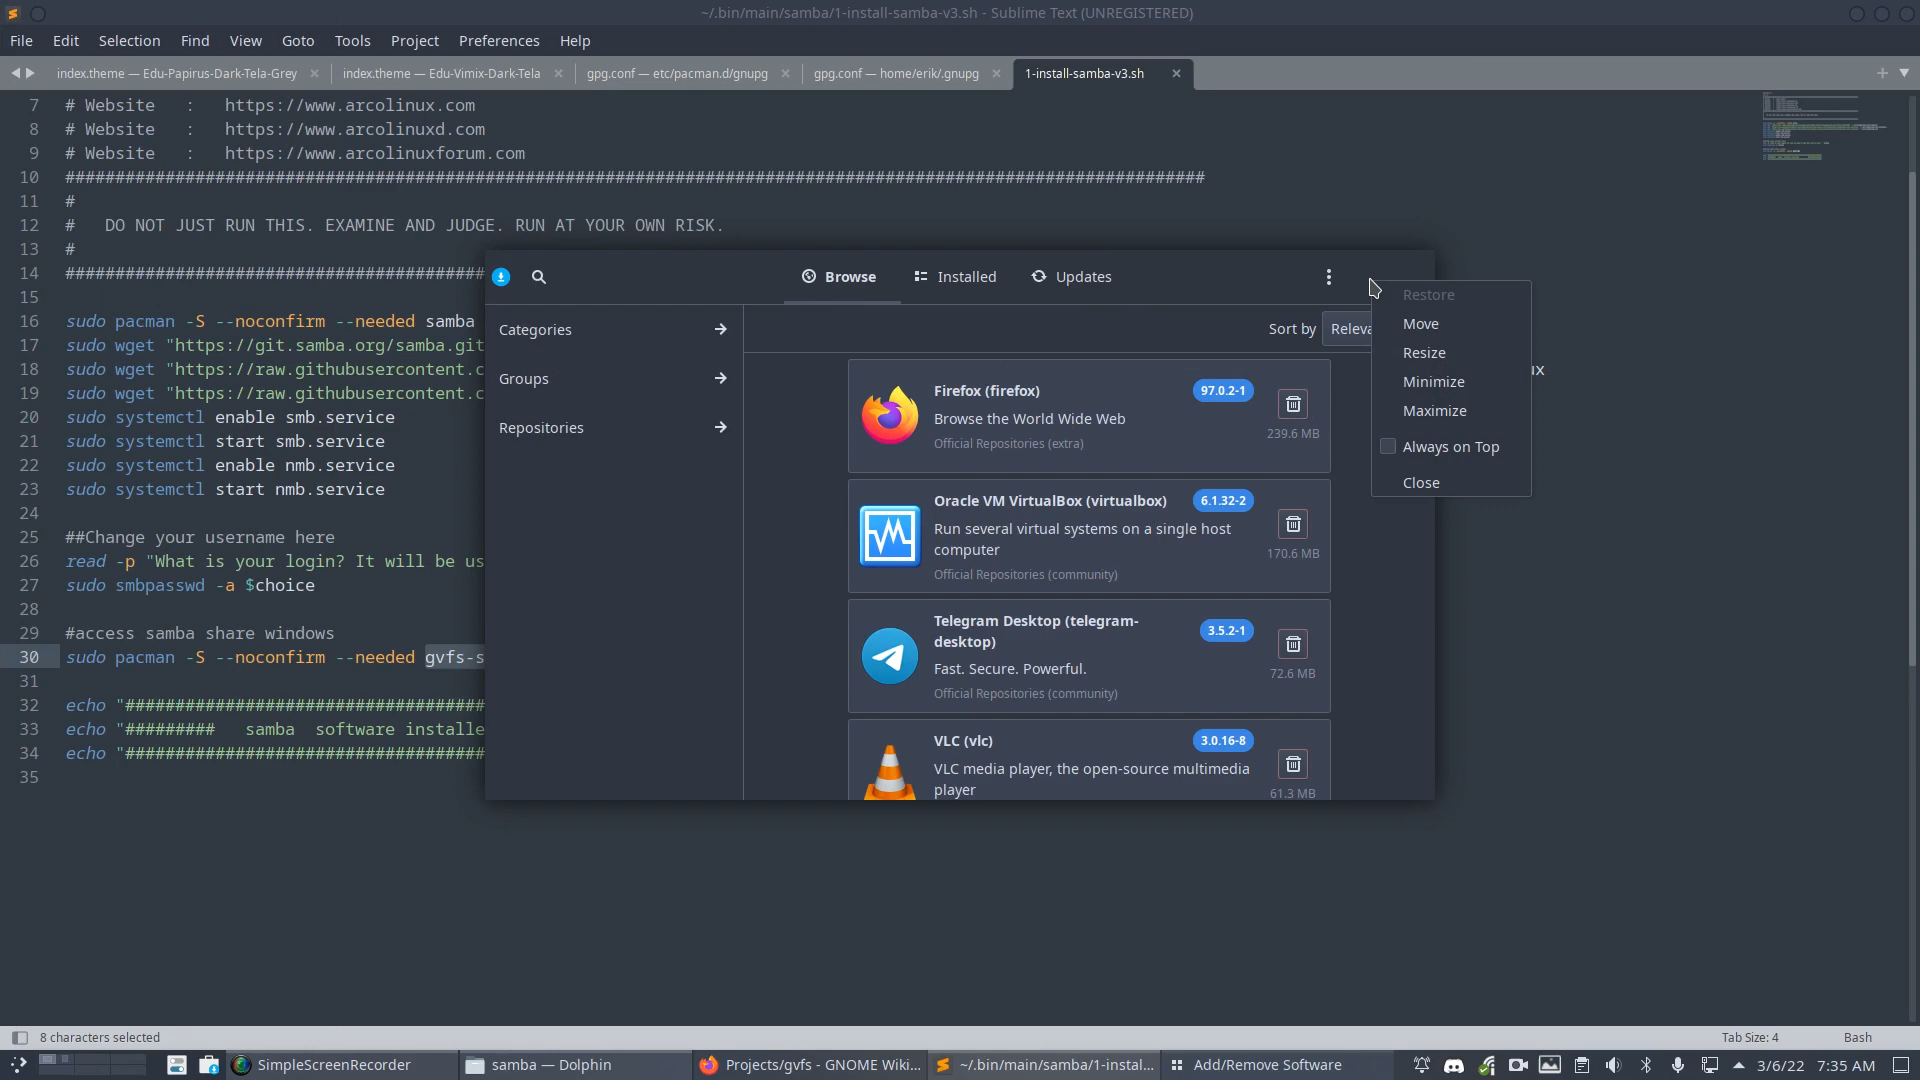 ~/.bin/main/samba/1-install-samba-v3.sh - Sublime Text (UNREGISTERED)
File Edit Selection Find View Goto Tools Project Preferences Help
index.theme — Edu-Papirus-Dark-Tela-Grey
index.theme — Edu-Vimix-Dark-Tela
gpg.conf — etc/pacman.d/gnupg
gpg.conf — home/erik/.gnupg
1-install-samba-v3.sh
7 # Website : https://www.arcolinux.com
8 # Website : https://www.arcolinuxd.com
9 # Website : https://www.arcolinuxforum.com
10 ##################################################################################################################
11 #
12 # DO NOT JUST RUN THIS. EXAMINE AND JUDGE. RUN AT YOUR OWN RISK.
13 #
14 ##########################################
15
16 sudo pacman -S --noconfirm --needed samba
17 sudo wget "https://git.samba.org/samba.git
18 sudo wget "https://raw.githubusercontent.c
19 sudo wget "https://raw.githubusercontent.c
20 sudo systemctl enable smb.service
21 sudo systemctl start smb.service
22 sudo systemctl enable nmb.service
23 sudo systemctl start nmb.service
24
25 ##Change your username here
26 read -p "What is your login? It will be us
27 sudo smbpasswd -a $choice
28
29 #access samba share windows
30 sudo pacman -S --noconfirm --needed gvfs-s
31
32 echo "####################################
33 echo "######### samba software installe
34 echo "####################################
35
ux
Browse Installed Updates
Categories
Groups
Repositories
Sort by Releva
Firefox (firefox) 97.0.2-1
Browse the World Wide Web
Official Repositories (extra)
239.6 MB
Oracle VM VirtualBox (virtualbox) 6.1.32-2
Run several virtual systems on a single host
computer
Official Repositories (community)
170.6 MB
Telegram Desktop (telegram-
desktop) 3.5.2-1
Fast. Secure. Powerful.
Official Repositories (community)
72.6 MB
VLC (vlc) 3.0.16-8
VLC media player, the open-source multimedia
player
61.3 MB
Restore
Move
Resize
Minimize
Maximize
Always on Top
Close
8 characters selected
Tab Size: 4 Bash
SimpleScreenRecorder
samba — Dolphin
Projects/gvfs - GNOME Wiki...
~/.bin/main/samba/1-instal...
Add/Remove Software
3/6/22 7:35 AM